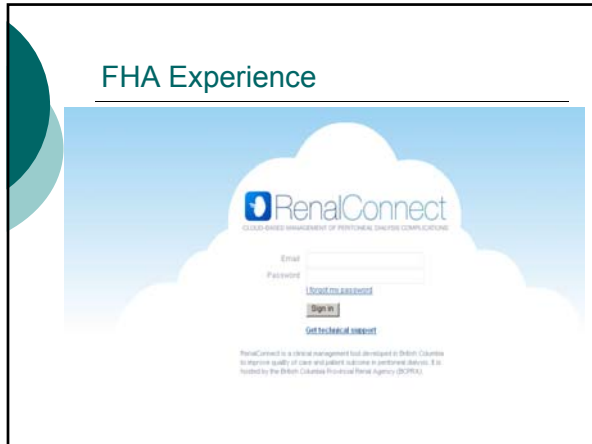 FHA Experience
RenalConnect
CLOUD-BASED MANAGEMENT OF PERITONEAL DIALYSIS COMPLICATIONS
Email
Password
I forgot my password
Sign in
Get technical support
RenalConnect is a clinical management tool developed in British Columbia
to improve quality of care and patient outcome in peritoneal dialysis. It is
hosted by the British Columbia Provincial Renal Agency (BCPRA).